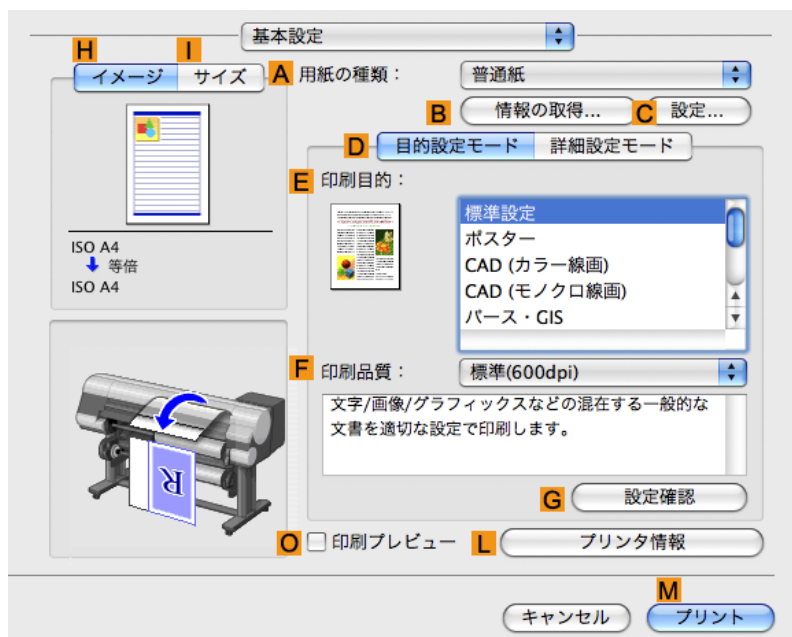 基本設定
H
I
イメージ
サイズ
A
用紙の種類：
普通紙
B
情報の取得...
C
設定...
D
目的設定モード
詳細設定モード
E
印刷目的：
標準設定
ポスター
CAD (カラー線画)
CAD (モノクロ線画)
パース・GIS
ISO A4
等倍
ISO A4
F
印刷品質：
標準(600dpi)
文字/画像/グラフィックスなどの混在する一般的な
文書を適切な設定で印刷します。
R
G
設定確認
O
印刷プレビュー
L
プリンタ情報
M
キャンセル
プリント